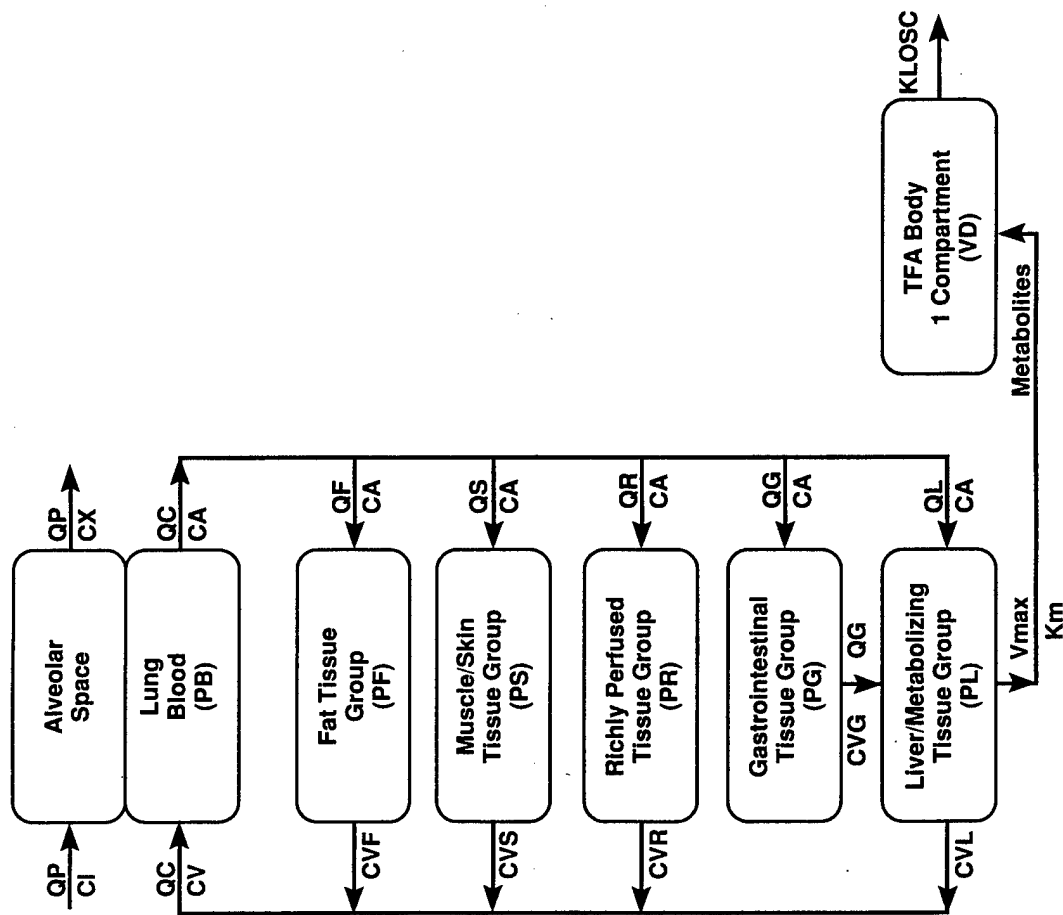 QP
CI
Alveolar
Space
QP
CX
QC
CV
Lung
Blood
(PB)
QC
CA
CVF
Fat Tissue
Group
(PF)
QF
CA
CVS
Muscle/Skin
Tissue Group
(PS)
QS
CA
CVR
Richly Perfused
Tissue Group
(PR)
QR
CA
Gastrointestinal
Tissue Group
(PG)
QG
CA
CVG
QG
CVL
Liver/Metabolizing
Tissue Group
(PL)
QL
CA
Vmax
Km
Metabolites
TFA Body
1 Compartment
(VD)
KLOSC